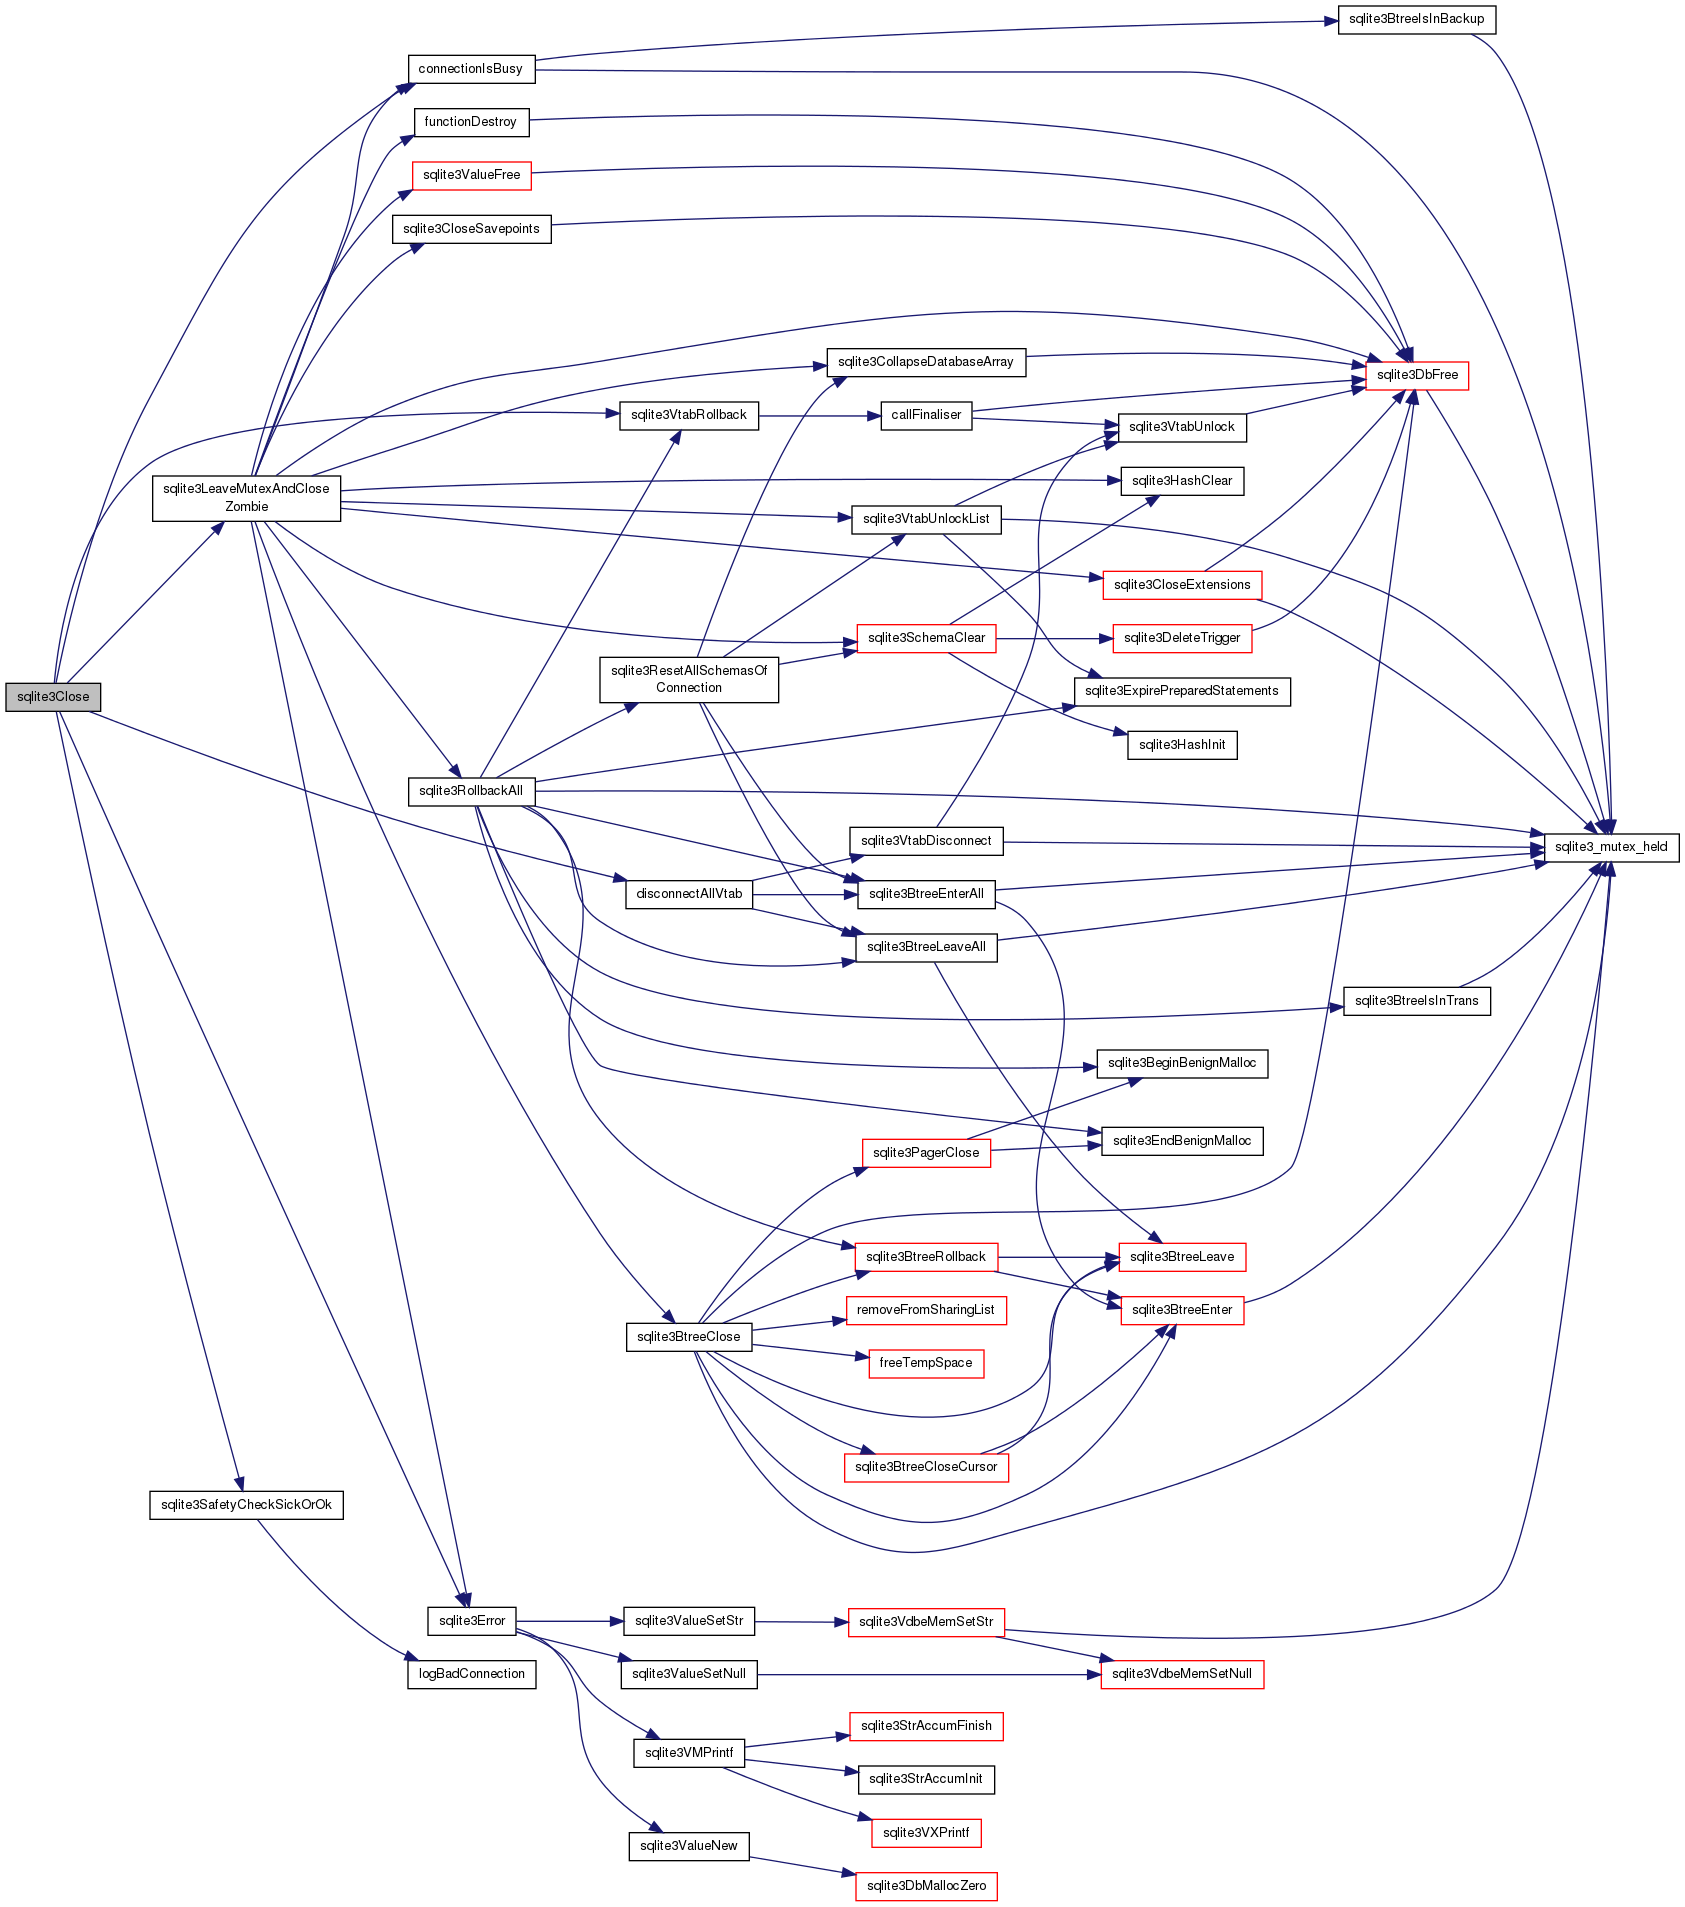 sqlite3BtreeIsInBackup
connectionIsBusy
functionDestroy
sqlite3ValueFree
sqlite3CloseSavepoints
sqlite3CollapseDatabaseArray
sqlite3DbFree
sqlite3VtabRollback
callFinaliser
sqlite3VtabUnlock
sqlite3HashClear
sqlite3LeaveMutexAndClose
Zombie
sqlite3VtabUnlockList
sqlite3CloseExtensions
sqlite3SchemaClear
sqlite3DeleteTrigger
sqlite3ResetAllSchemasOf
Connection
sqlite3ExpirePreparedStatements
sqlite3Close
sqlite3HashInit
sqlite3RollbackAll
sqlite3VtabDisconnect
sqlite3_mutex_held
disconnectAllVtab
sqlite3BtreeEnterAll
sqlite3BtreeLeaveAll
sqlite3BtreeIsInTrans
sqlite3BeginBenignMalloc
sqlite3EndBenignMalloc
sqlite3PagerClose
sqlite3BtreeRollback
sqlite3BtreeLeave
removeFromSharingList
sqlite3BtreeEnter
sqlite3BtreeClose
freeTempSpace
sqlite3BtreeCloseCursor
sqlite3SafetyCheckSickOrOk
sqlite3Error
sqlite3ValueSetStr
sqlite3VdbeMemSetStr
logBadConnection
sqlite3ValueSetNull
sqlite3VdbeMemSetNull
sqlite3StrAccumFinish
sqlite3VMPrintf
sqlite3StrAccumInit
sqlite3VXPrintf
sqlite3ValueNew
sqlite3DbMallocZero